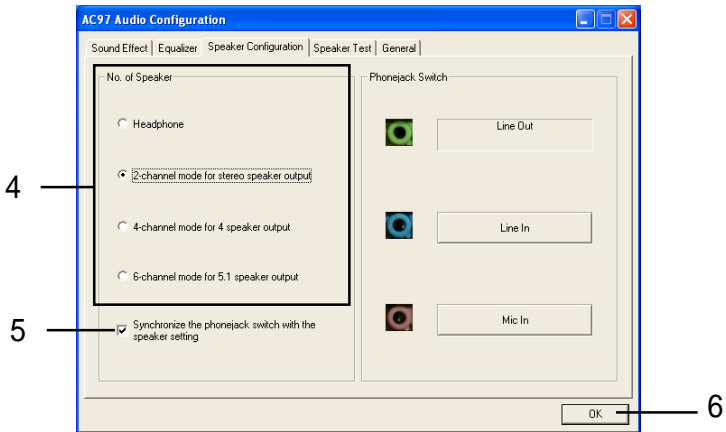 AC97 Audio Configuration
Sound Effect Equalizer Speaker Configuration Speaker Test General
No. of Speaker
Headphone
2-channel mode for stereo speaker output
4-channel mode for 4 speaker output
6-channel mode for 5.1 speaker output
Synchronize the phonejack switch with the
speaker setting
Phonejack Switch
Line Out
Line In
Mic In
OK
4
5
6